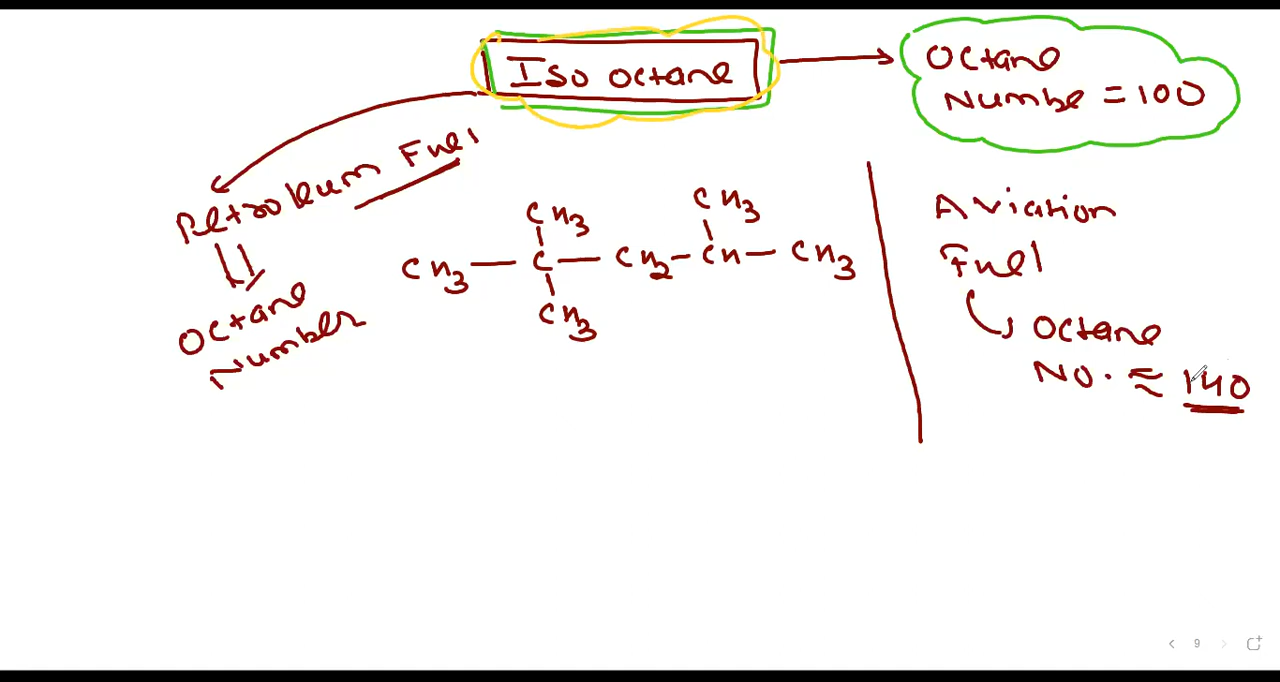 Iso octane
Octane
Numbe = 100
Petroleum Fuel
Octane
Number
CH3 CH3
CH3 — C — CH2 — CH — CH3
CH3
Aviation
Fuel
Octane
NO. ≈ 140
9